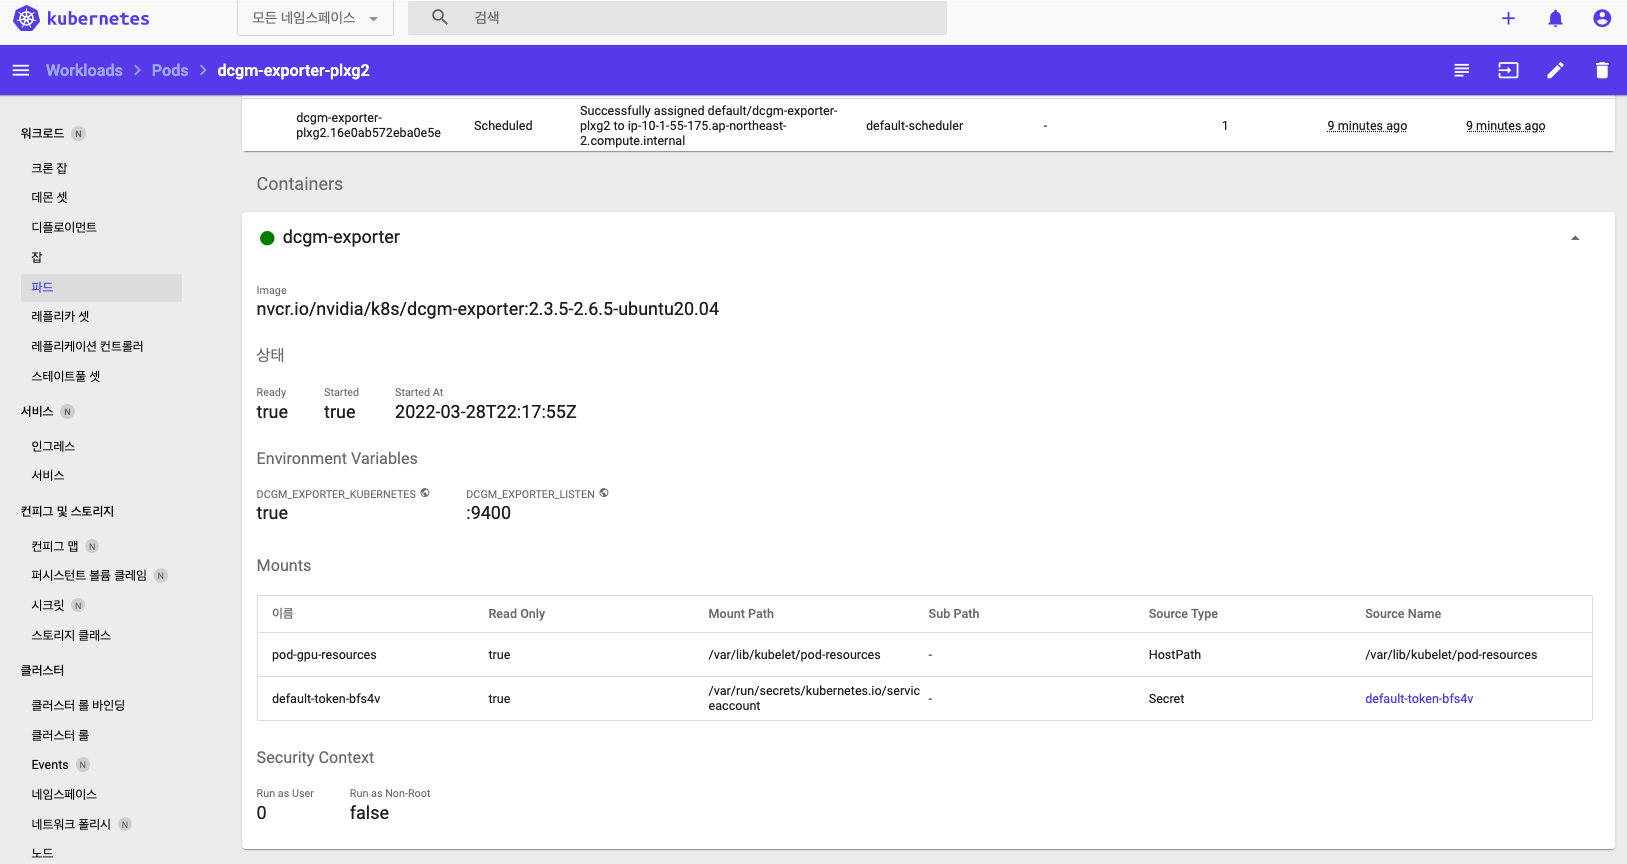 kubernetes
모든 네임스페이스
검색
Workloads > Pods > dcgm-exporter-plxg2
워크로드 N
크론 잡
데몬 셋
디플로이먼트
잡
파드
레플리카 셋
레플리케이션 컨트롤러
스테이트풀 셋
서비스 N
인그레스
서비스
컨피그 및 스토리지
컨피그 맵 N
퍼시스턴트 볼륨 클레임 N
시크릿 N
스토리지 클래스
클러스터
클러스터 롤 바인딩
클러스터 롤
Events N
네임스페이스
네트워크 폴리시 N
노드
dcgm-exporter-
plxg2.16e0ab572eba0e5e
Scheduled
Successfully assigned default/dcgm-exporter-
plxg2 to ip-10-1-55-175.ap-northeast-
2.compute.internal
default-scheduler
-
1
9 minutes ago
9 minutes ago
Containers
dcgm-exporter
Image
nvcr.io/nvidia/k8s/dcgm-exporter:2.3.5-2.6.5-ubuntu20.04
상태
Ready Started Started At
true true 2022-03-28T22:17:55Z
Environment Variables
DCGM_EXPORTER_KUBERNETES DCGM_EXPORTER_LISTEN
true :9400
Mounts
이름 Read Only Mount Path Sub Path Source Type Source Name
pod-gpu-resources true /var/lib/kubelet/pod-resources - HostPath /var/lib/kubelet/pod-resources
default-token-bfs4v true /var/run/secrets/kubernetes.io/servic
eaccount - Secret default-token-bfs4v
Security Context
Run as User Run as Non-Root
0 false